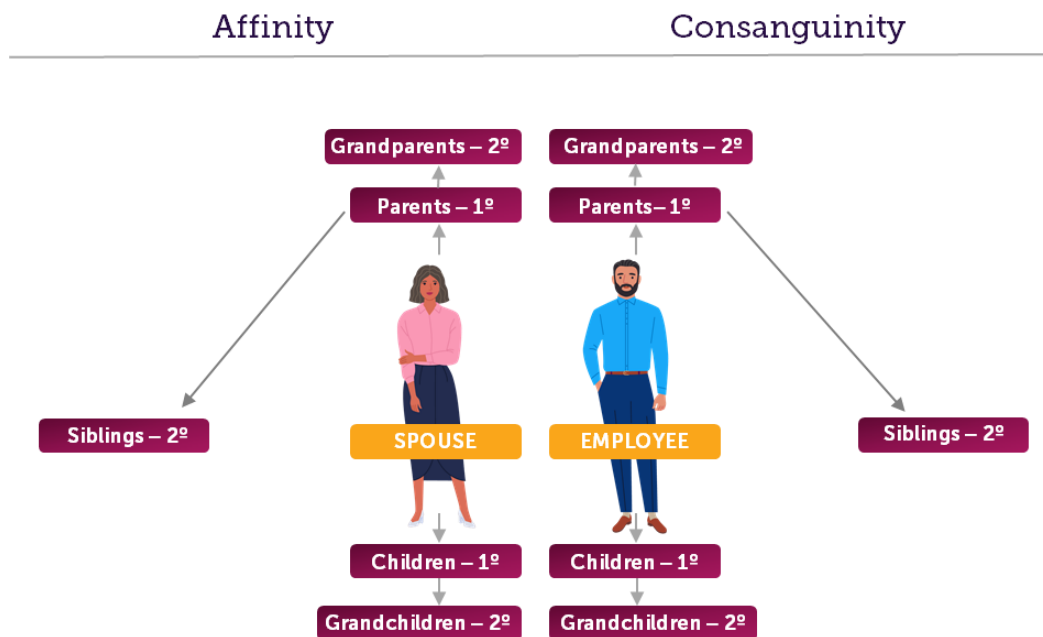 Affinity
Consanguinity
Grandparents – 2º
Grandparents – 2º
Parents – 1º
Parents– 1º
Siblings – 2º
SPOUSE
EMPLOYEE
Siblings – 2º
Children – 1º
Children – 1º
Grandchildren – 2º
Grandchildren – 2º